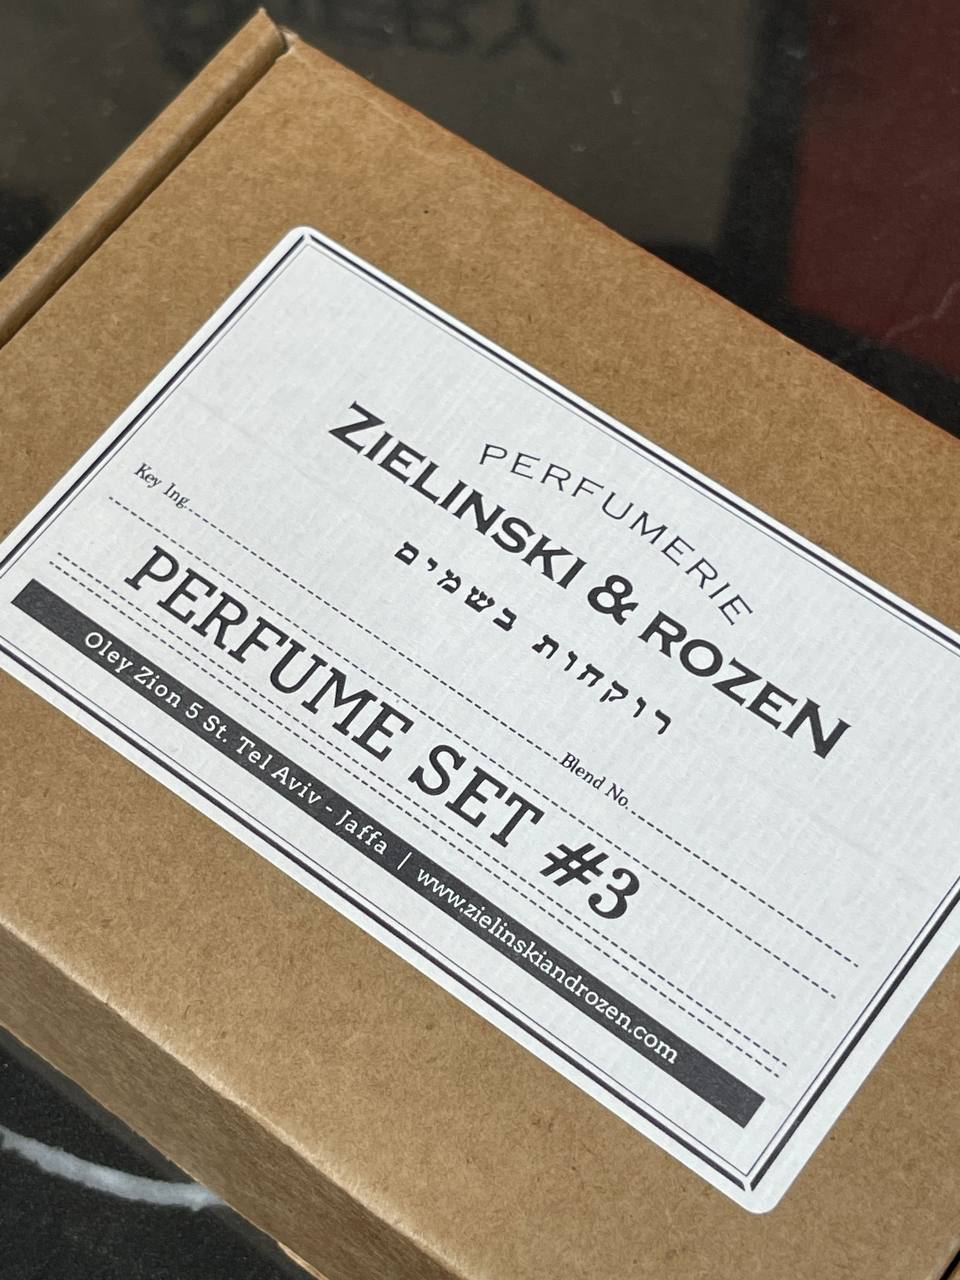 PERFUMERIE
ZIELINSKI & ROZEN
רוקחות בשמים
Key Ing. Blend No.
PERFUME SET #3
Oley Zion 5 St. Tel Aviv - Jaffa | www.zielinskiandrozen.com